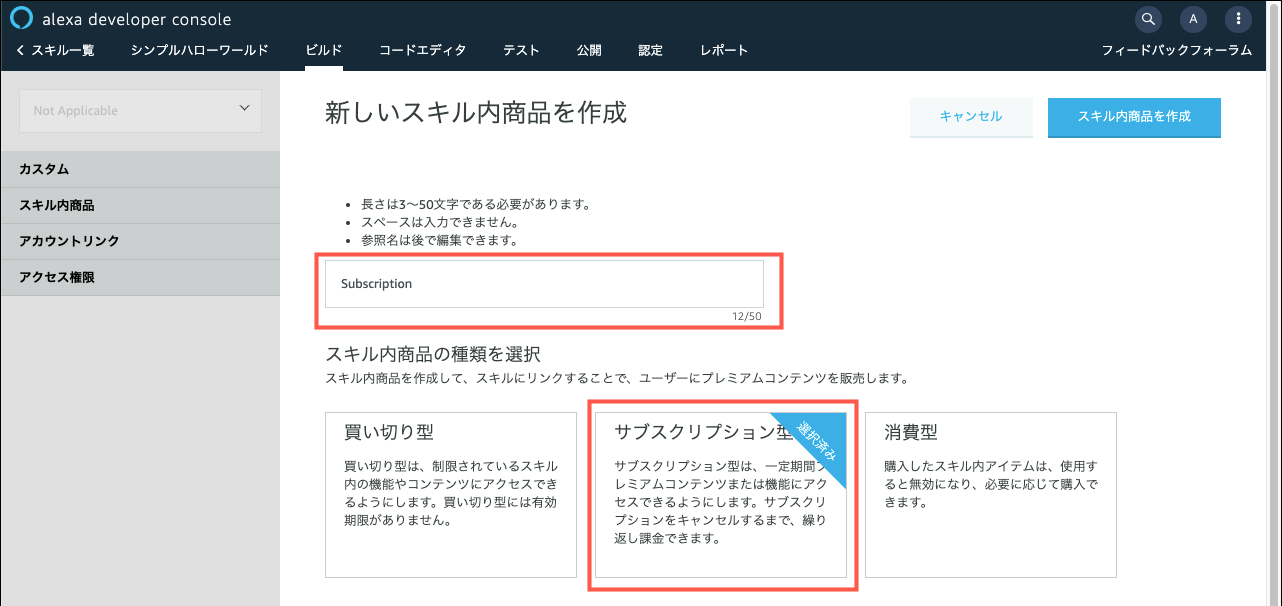 alexa developer console
A
スキル一覧 シンプルハローワールド ビルド コードエディタ テスト 公開 認定 レポート フィードバックフォーラム
Not Applicable
カスタム
スキル内商品
アカウントリンク
アクセス権限
新しいスキル内商品を作成
キャンセル
スキル内商品を作成
• 長さは3～50文字である必要があります。
• スペースは入力できません。
• 参照名は後で編集できます。
Subscription
12/50
スキル内商品の種類を選択
スキル内商品を作成して、スキルにリンクすることで、ユーザーにプレミアムコンテンツを販売します。
買い切り型
買い切り型は、制限されているスキル
内の機能やコンテンツにアクセスでき
るようにします。買い切り型には有効
期限がありません。
サブスクリプション型
選択済み
サブスクリプション型は、一定期間プ
レミアムコンテンツまたは機能にアク
セスできるようにします。サブスクリ
プションをキャンセルするまで、繰り
返し課金できます。
消費型
購入したスキル内アイテムは、使用す
ると無効になり、必要に応じて購入で
きます。